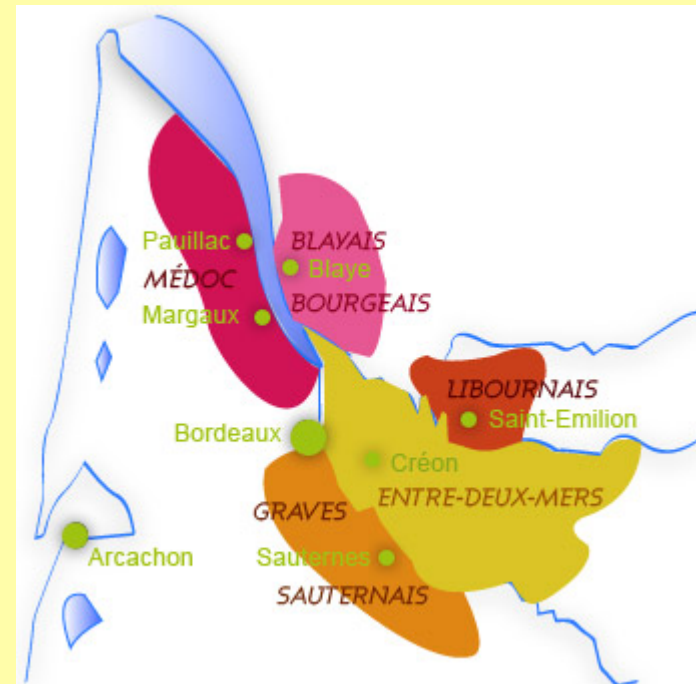 Pauillac
BLAYAIS
Blaye
MÉDOC
BOURGEAIS
Margaux
LIBOURNAIS
Saint-Emilion
Bordeaux
Créon
ENTRE-DEUX-MERS
GRAVES
Arcachon
Sauternes
SAUTERNAIS